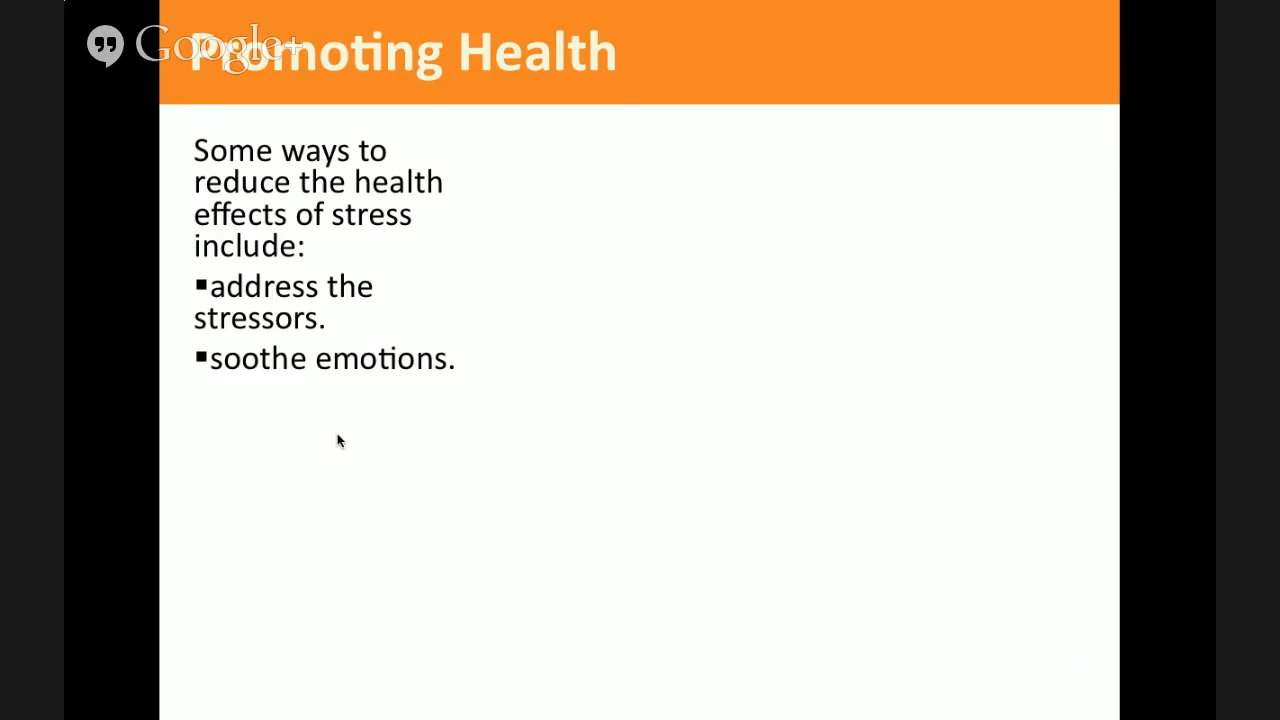 Google+
Promoting Health
Some ways to
reduce the health
effects of stress
include:
▪address the
stressors.
▪soothe emotions.